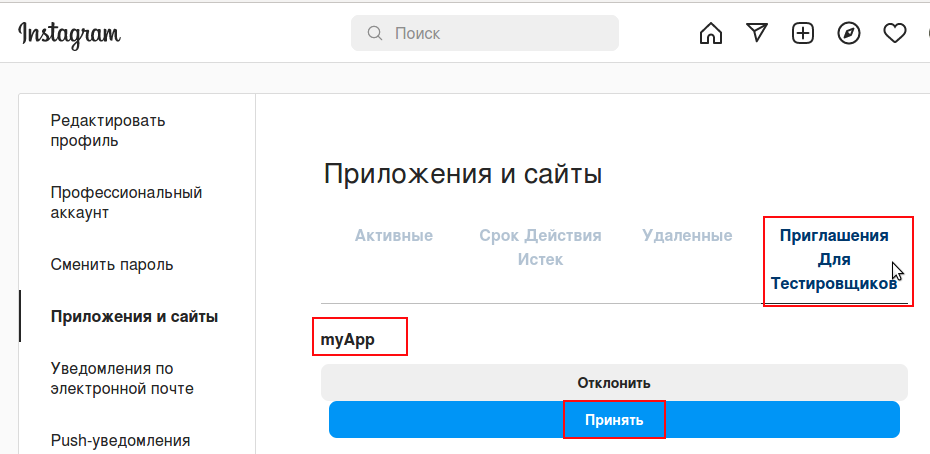 Instagram
Поиск
Редактировать
профиль
Профессиональный
аккаунт
Сменить пароль
Приложения и сайты
Уведомления по
электронной почте
Push-уведомления
Приложения и сайты
Активные
Срок Действия
Истек
Удаленные
Приглашения
Для
Тестировщиков
myApp
Отклонить
Принять